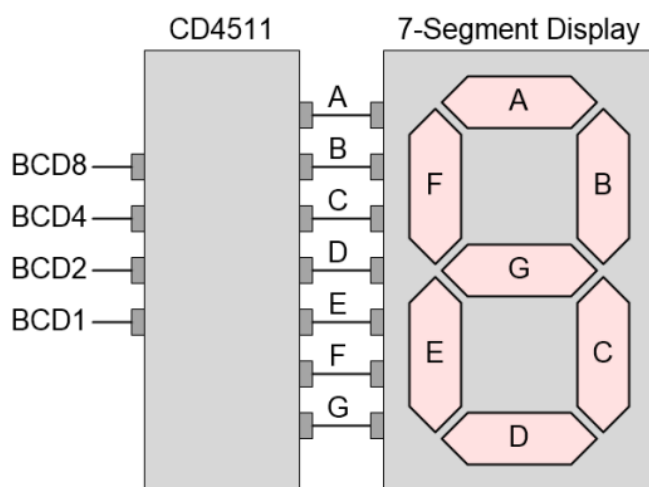 CD4511
7-Segment Display
BCD8
BCD4
BCD2
BCD1
A
B
C
D
E
F
G
A
F
B
G
E
C
D